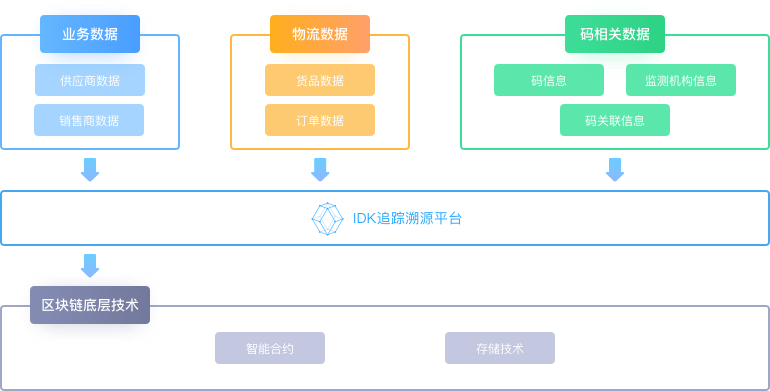 业务数据
供应商数据
销售商数据
物流数据
货品数据
订单数据
码相关数据
码信息
监测机构信息
码关联信息
IDK追踪溯源平台
区块链底层技术
智能合约
存储技术